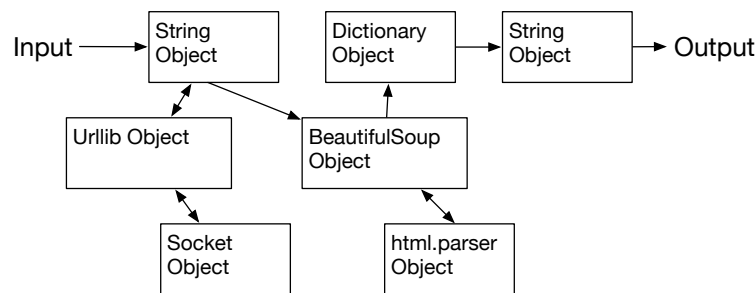 Input
String
Object
Dictionary
Object
String
Object
Output
Urllib Object
BeautifulSoup
Object
Socket
Object
html.parser
Object